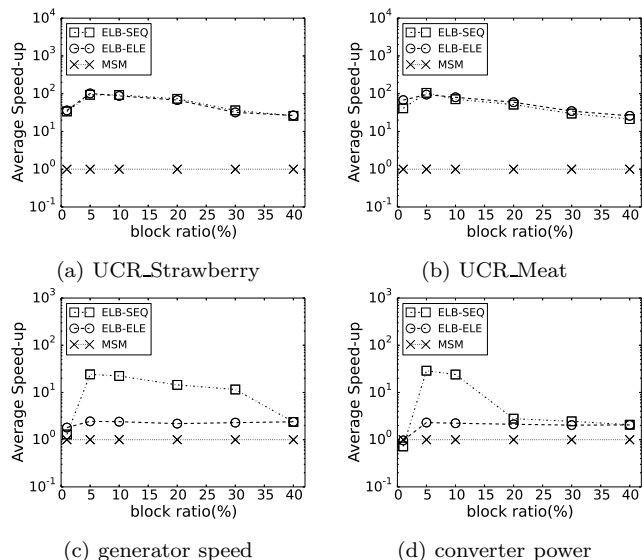 Average Speed-up
10^4
10^3
10^2
10^1
10^0
10^-1
ELB-SEQ
ELB-ELE
MSM
0 5 10 15 20 25 30 35 40
block ratio(%)
(a) UCR_Strawberry
Average Speed-up
10^4
10^3
10^2
10^1
10^0
10^-1
ELB-SEQ
ELB-ELE
MSM
0 5 10 15 20 25 30 35 40
block ratio(%)
(b) UCR_Meat
Average Speed-up
10^3
10^2
10^1
10^0
10^-1
ELB-SEQ
ELB-ELE
MSM
0 5 10 15 20 25 30 35 40
block ratio(%)
(c) generator speed
Average Speed-up
10^3
10^2
10^1
10^0
10^-1
ELB-SEQ
ELB-ELE
MSM
0 5 10 15 20 25 30 35 40
block ratio(%)
(d) converter power